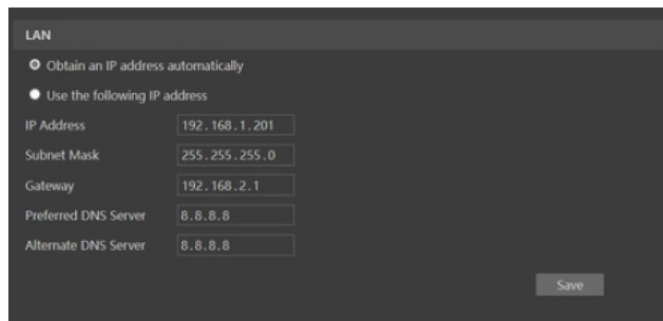 LAN
Obtain an IP address automatically
Use the following IP address
IP Address 192.168.1.201
Subnet Mask 255.255.255.0
Gateway 192.168.2.1
Preferred DNS Server 8.8.8.8
Alternate DNS Server 8.8.8.8
Save